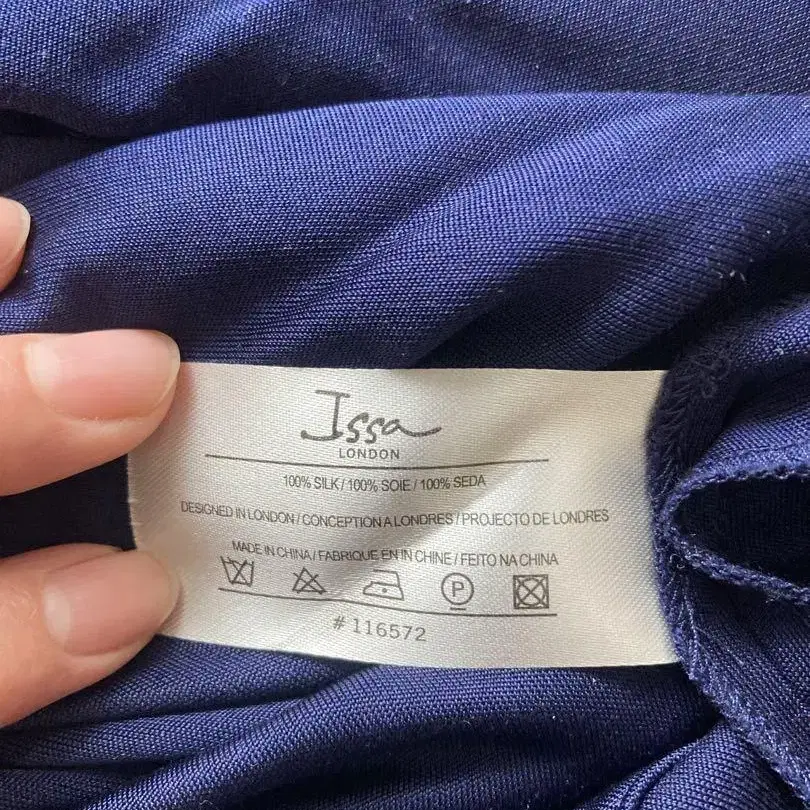 Issa
LONDON
100% SILK / 100% SOIE / 100% SEDA
DESIGNED IN LONDON / CONCEPTION A LONDRES / PROJECTO DE LONDRES
MADE IN CHINA / FABRIQUE EN IN CHINE / FEITO NA CHINA
P
# 116572